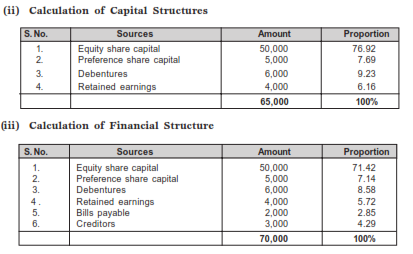 (ii) Calculation of Capital Structures
S. No. Sources Amount Proportion
1. Equity share capital 50,000 76.92
2. Preference share capital 5,000 7.69
3. Debentures 6,000 9.23
4. Retained earnings 4,000 6.16
65,000 100%
(iii) Calculation of Financial Structure
S. No. Sources Amount Proportion
1. Equity share capital 50,000 71.42
2. Preference share capital 5,000 7.14
3. Debentures 6,000 8.58
4. Retained earnings 4,000 5.72
5. Bills payable 2,000 2.85
6. Creditors 3,000 4.29
70,000 100%